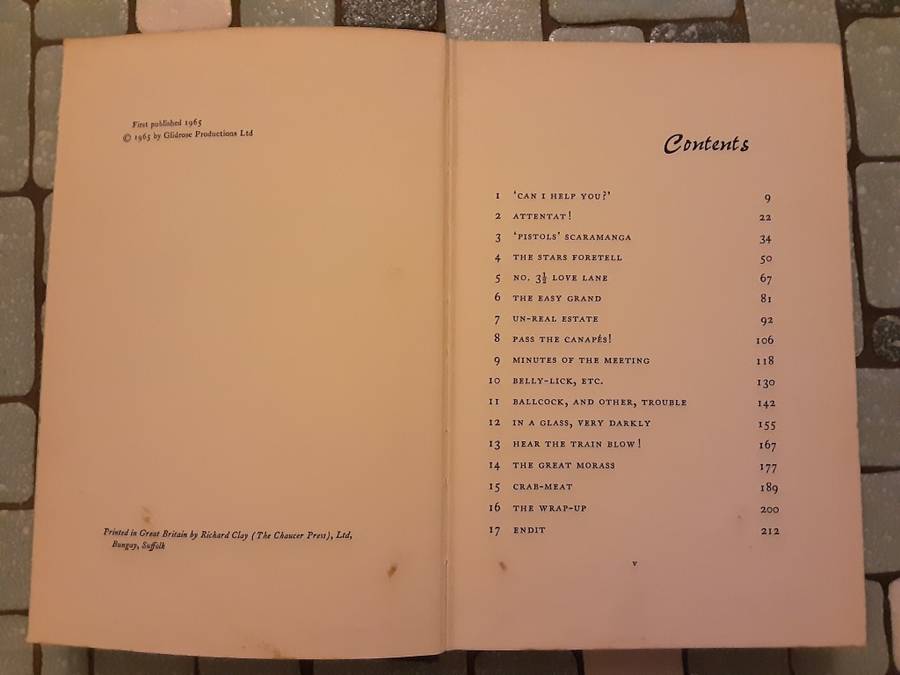 First published 1965
© 1965 by Glidrose Productions Ltd
Printed in Great Britain by Richard Clay (The Chaucer Press), Ltd,
Bungay, Suffolk
Contents
1 ‘CAN I HELP YOU?’ 9
2 ATTENTAT! 22
3 ‘PISTOLS’ SCARAMANGA 34
4 THE STARS FORETELL 50
5 NO. 3½ LOVE LANE 67
6 THE EASY GRAND 81
7 UN-REAL ESTATE 92
8 PASS THE CANAPÉS! 106
9 MINUTES OF THE MEETING 118
10 BELLY-LICK, ETC. 130
11 BALLCOCK, AND OTHER, TROUBLE 142
12 IN A GLASS, VERY DARKLY 155
13 HEAR THE TRAIN BLOW! 167
14 THE GREAT MORASS 177
15 CRAB-MEAT 189
16 THE WRAP-UP 200
17 ENDIT 212
v